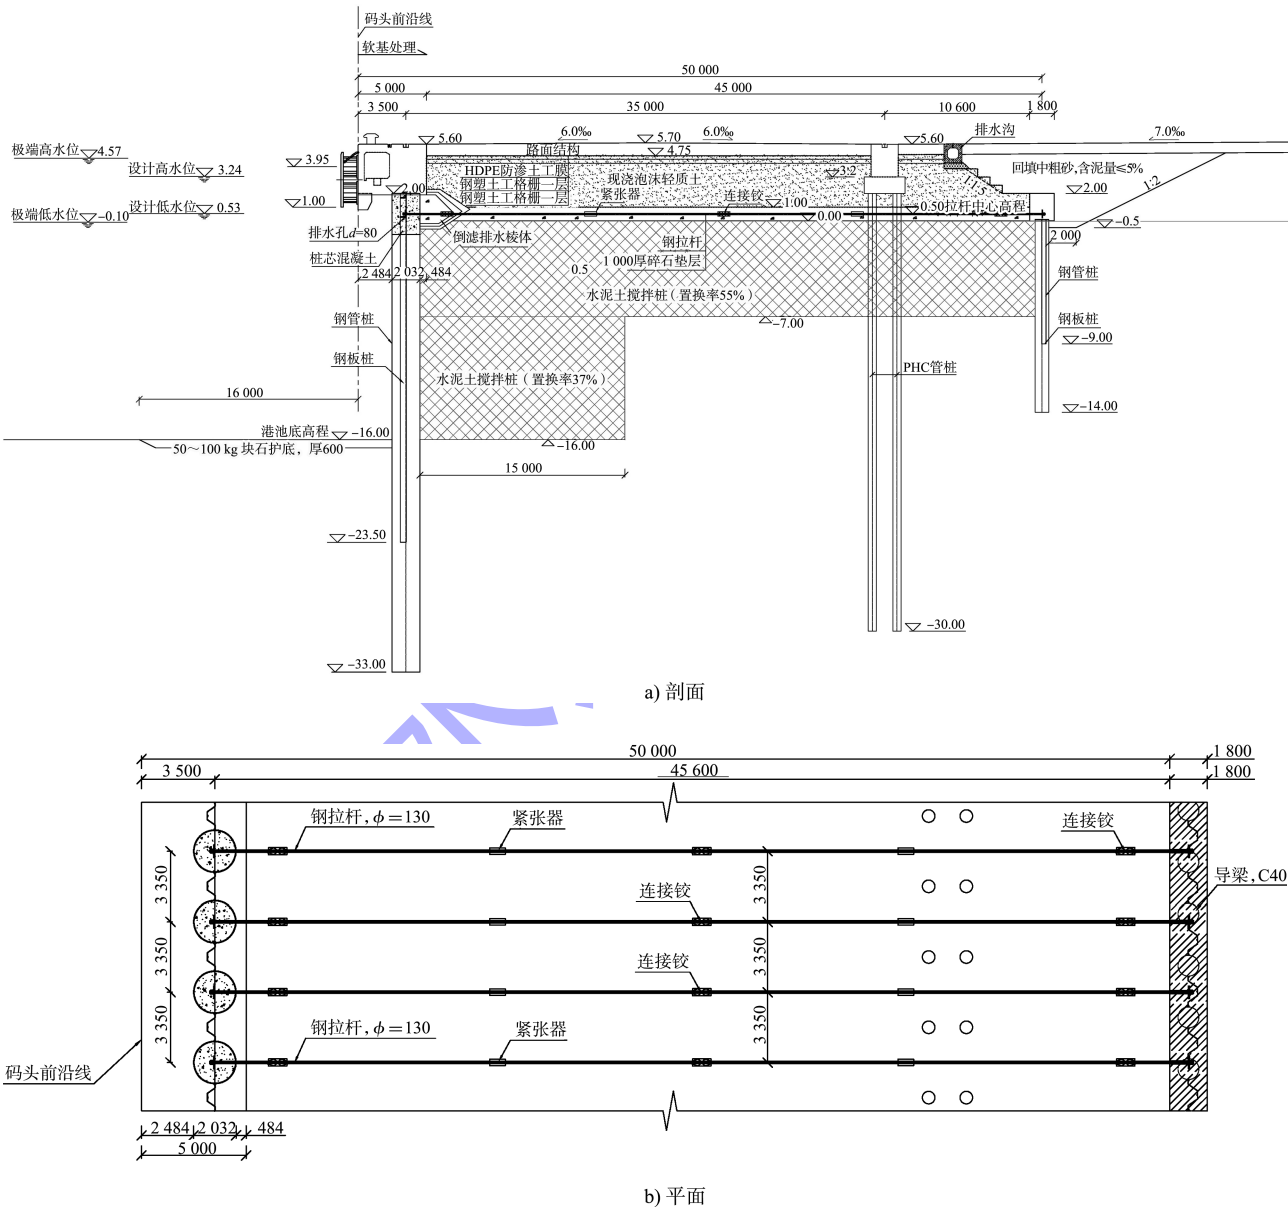 码头前沿线
软基处理
50 000
5 000
45 000
3 500
35 000
10 600
1 800
极端高水位
4.57
设计高水位
3.24
极端低水位
-0.10
设计低水位
0.53
3.95
1.00
5.60
6.0‰
5.70
6.0‰
5.60
排水沟
7.0‰
路面结构
4.75
HDPE防渗土工膜
钢塑土工格栅一层
钢塑土工格栅一层
现浇泡沫轻质土
3:2
1:1.5
回填中粗砂,含泥量≤5%
2.00
紧张器
连接铰
1.00
0.50拉杆中心高程
2.00
1:2
0.00
-0.5
排水孔d=80
倒滤排水棱体
桩芯混凝土
钢拉杆
1 000厚碎石垫层
0.5
2 000
2 484
2 032
484
钢管桩
水泥土搅拌桩(置换率55%)
钢管桩
-7.00
钢板桩
-9.00
钢板桩
水泥土搅拌桩(置换率37%)
PHC管桩
16 000
-14.00
港池底高程
-16.00
50～100 kg 块石护底，厚600
-16.00
15 000
-23.50
-30.00
-33.00
a) 剖面
50 000
1 800
3 500
45 600
1 800
钢拉杆,ϕ=130
紧张器
连接铰
3 350
3 350
连接铰
导梁,C40
3 350
3 350
连接铰
3 350
3 350
钢拉杆,ϕ=130
紧张器
码头前沿线
2 484
2 032
484
5 000
b) 平面